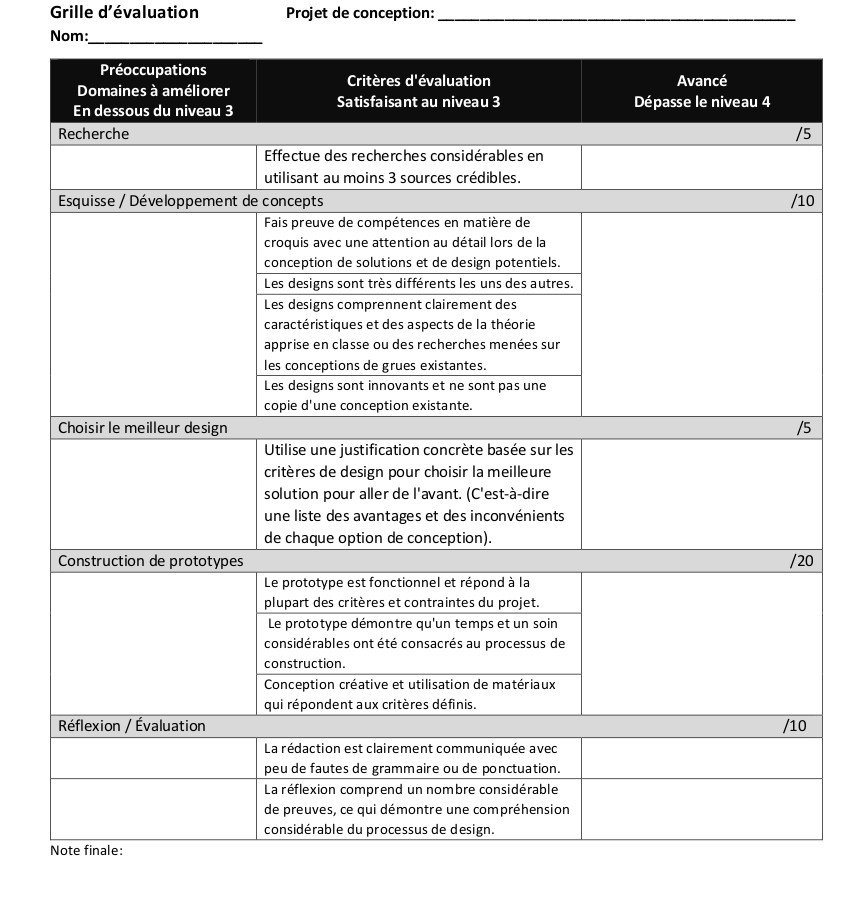 Grille d’évaluation Projet de conception: ___________________________________________
Nom:_____________________
Préoccupations
Domaines à améliorer
En dessous du niveau 3
Critères d'évaluation
Satisfaisant au niveau 3
Avancé
Dépasse le niveau 4
Recherche /5
Effectue des recherches considérables en
utilisant au moins 3 sources crédibles.
Esquisse / Développement de concepts /10
Fais preuve de compétences en matière de
croquis avec une attention au détail lors de la
conception de solutions et de design potentiels.
Les designs sont très différents les uns des autres.
Les designs comprennent clairement des
caractéristiques et des aspects de la théorie
apprise en classe ou des recherches menées sur
les conceptions de grues existantes.
Les designs sont innovants et ne sont pas une
copie d'une conception existante.
Choisir le meilleur design /5
Utilise une justification concrète basée sur les
critères de design pour choisir la meilleure
solution pour aller de l'avant. (C'est-à-dire
une liste des avantages et des inconvénients
de chaque option de conception).
Construction de prototypes /20
Le prototype est fonctionnel et répond à la
plupart des critères et contraintes du projet.
Le prototype démontre qu'un temps et un soin
considérables ont été consacrés au processus de
construction.
Conception créative et utilisation de matériaux
qui répondent aux critères définis.
Réflexion / Évaluation /10
La rédaction est clairement communiquée avec
peu de fautes de grammaire ou de ponctuation.
La réflexion comprend un nombre considérable
de preuves, ce qui démontre une compréhension
considérable du processus de design.
Note finale: